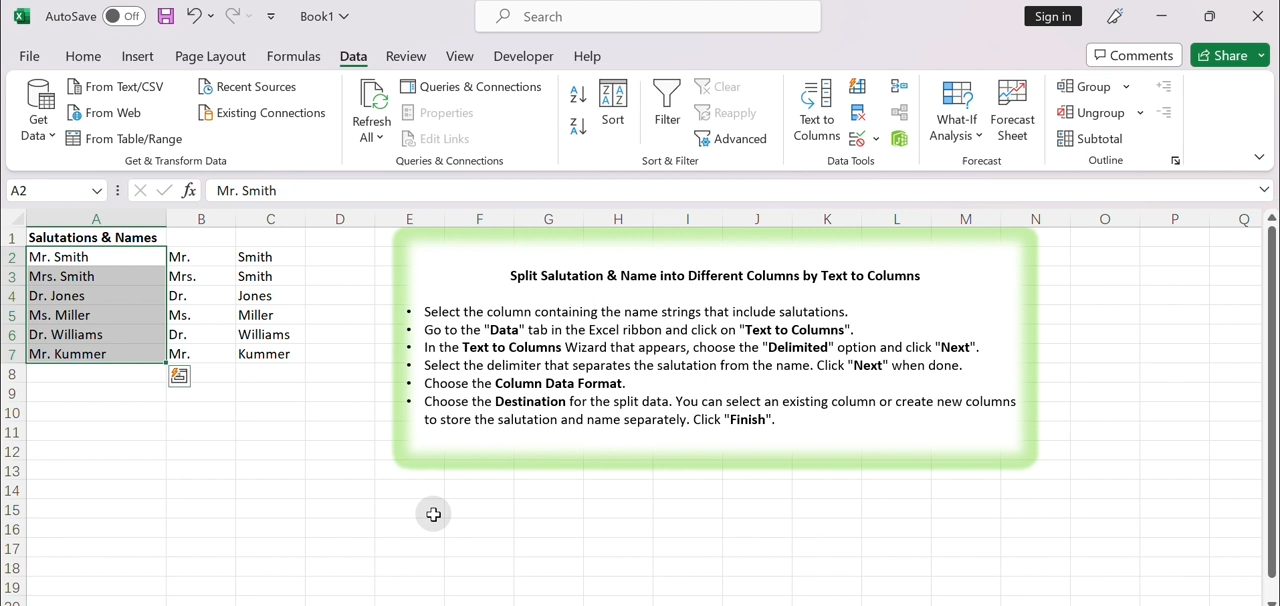 AutoSave Off Book1 Search Sign in
File Home Insert Page Layout Formulas Data Review View Developer Help Comments Share
Get Data
From Text/CSV
From Web
From Table/Range
Recent Sources
Existing Connections
Get & Transform Data
Refresh All
Queries & Connections
Properties
Edit Links
Queries & Connections
Sort
Filter
Clear
Reapply
Advanced
Sort & Filter
Text to Columns
Data Tools
What-If Analysis
Forecast Sheet
Forecast
Group
Ungroup
Subtotal
Outline
A2 fx Mr. Smith
A B C D E F G H I J K L M N O P Q
1 Salutations & Names
2 Mr. Smith Mr. Smith
3 Mrs. Smith Mrs. Smith
4 Dr. Jones Dr. Jones
5 Ms. Miller Ms. Miller
6 Dr. Williams Dr. Williams
7 Mr. Kummer Mr. Kummer
8
9
10
11
12
13
14
15
16
17
18
19
20
Split Salutation & Name into Different Columns by Text to Columns
• Select the column containing the name strings that include salutations.
• Go to the "Data" tab in the Excel ribbon and click on "Text to Columns".
• In the Text to Columns Wizard that appears, choose the "Delimited" option and click "Next".
• Select the delimiter that separates the salutation from the name. Click "Next" when done.
• Choose the Column Data Format.
• Choose the Destination for the split data. You can select an existing column or create new columns
to store the salutation and name separately. Click "Finish".